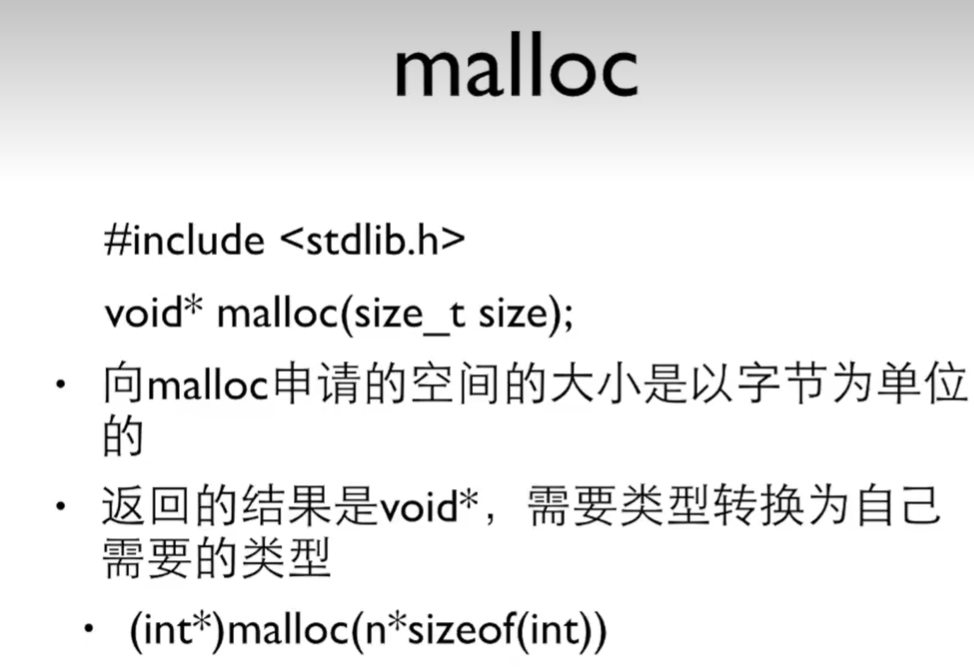 malloc
#include <stdlib.h>
void* malloc(size_t size);
• 向malloc申请的空间的大小是以字节为单位
的
• 返回的结果是void*，需要类型转换为自己
需要的类型
• (int*)malloc(n*sizeof(int))